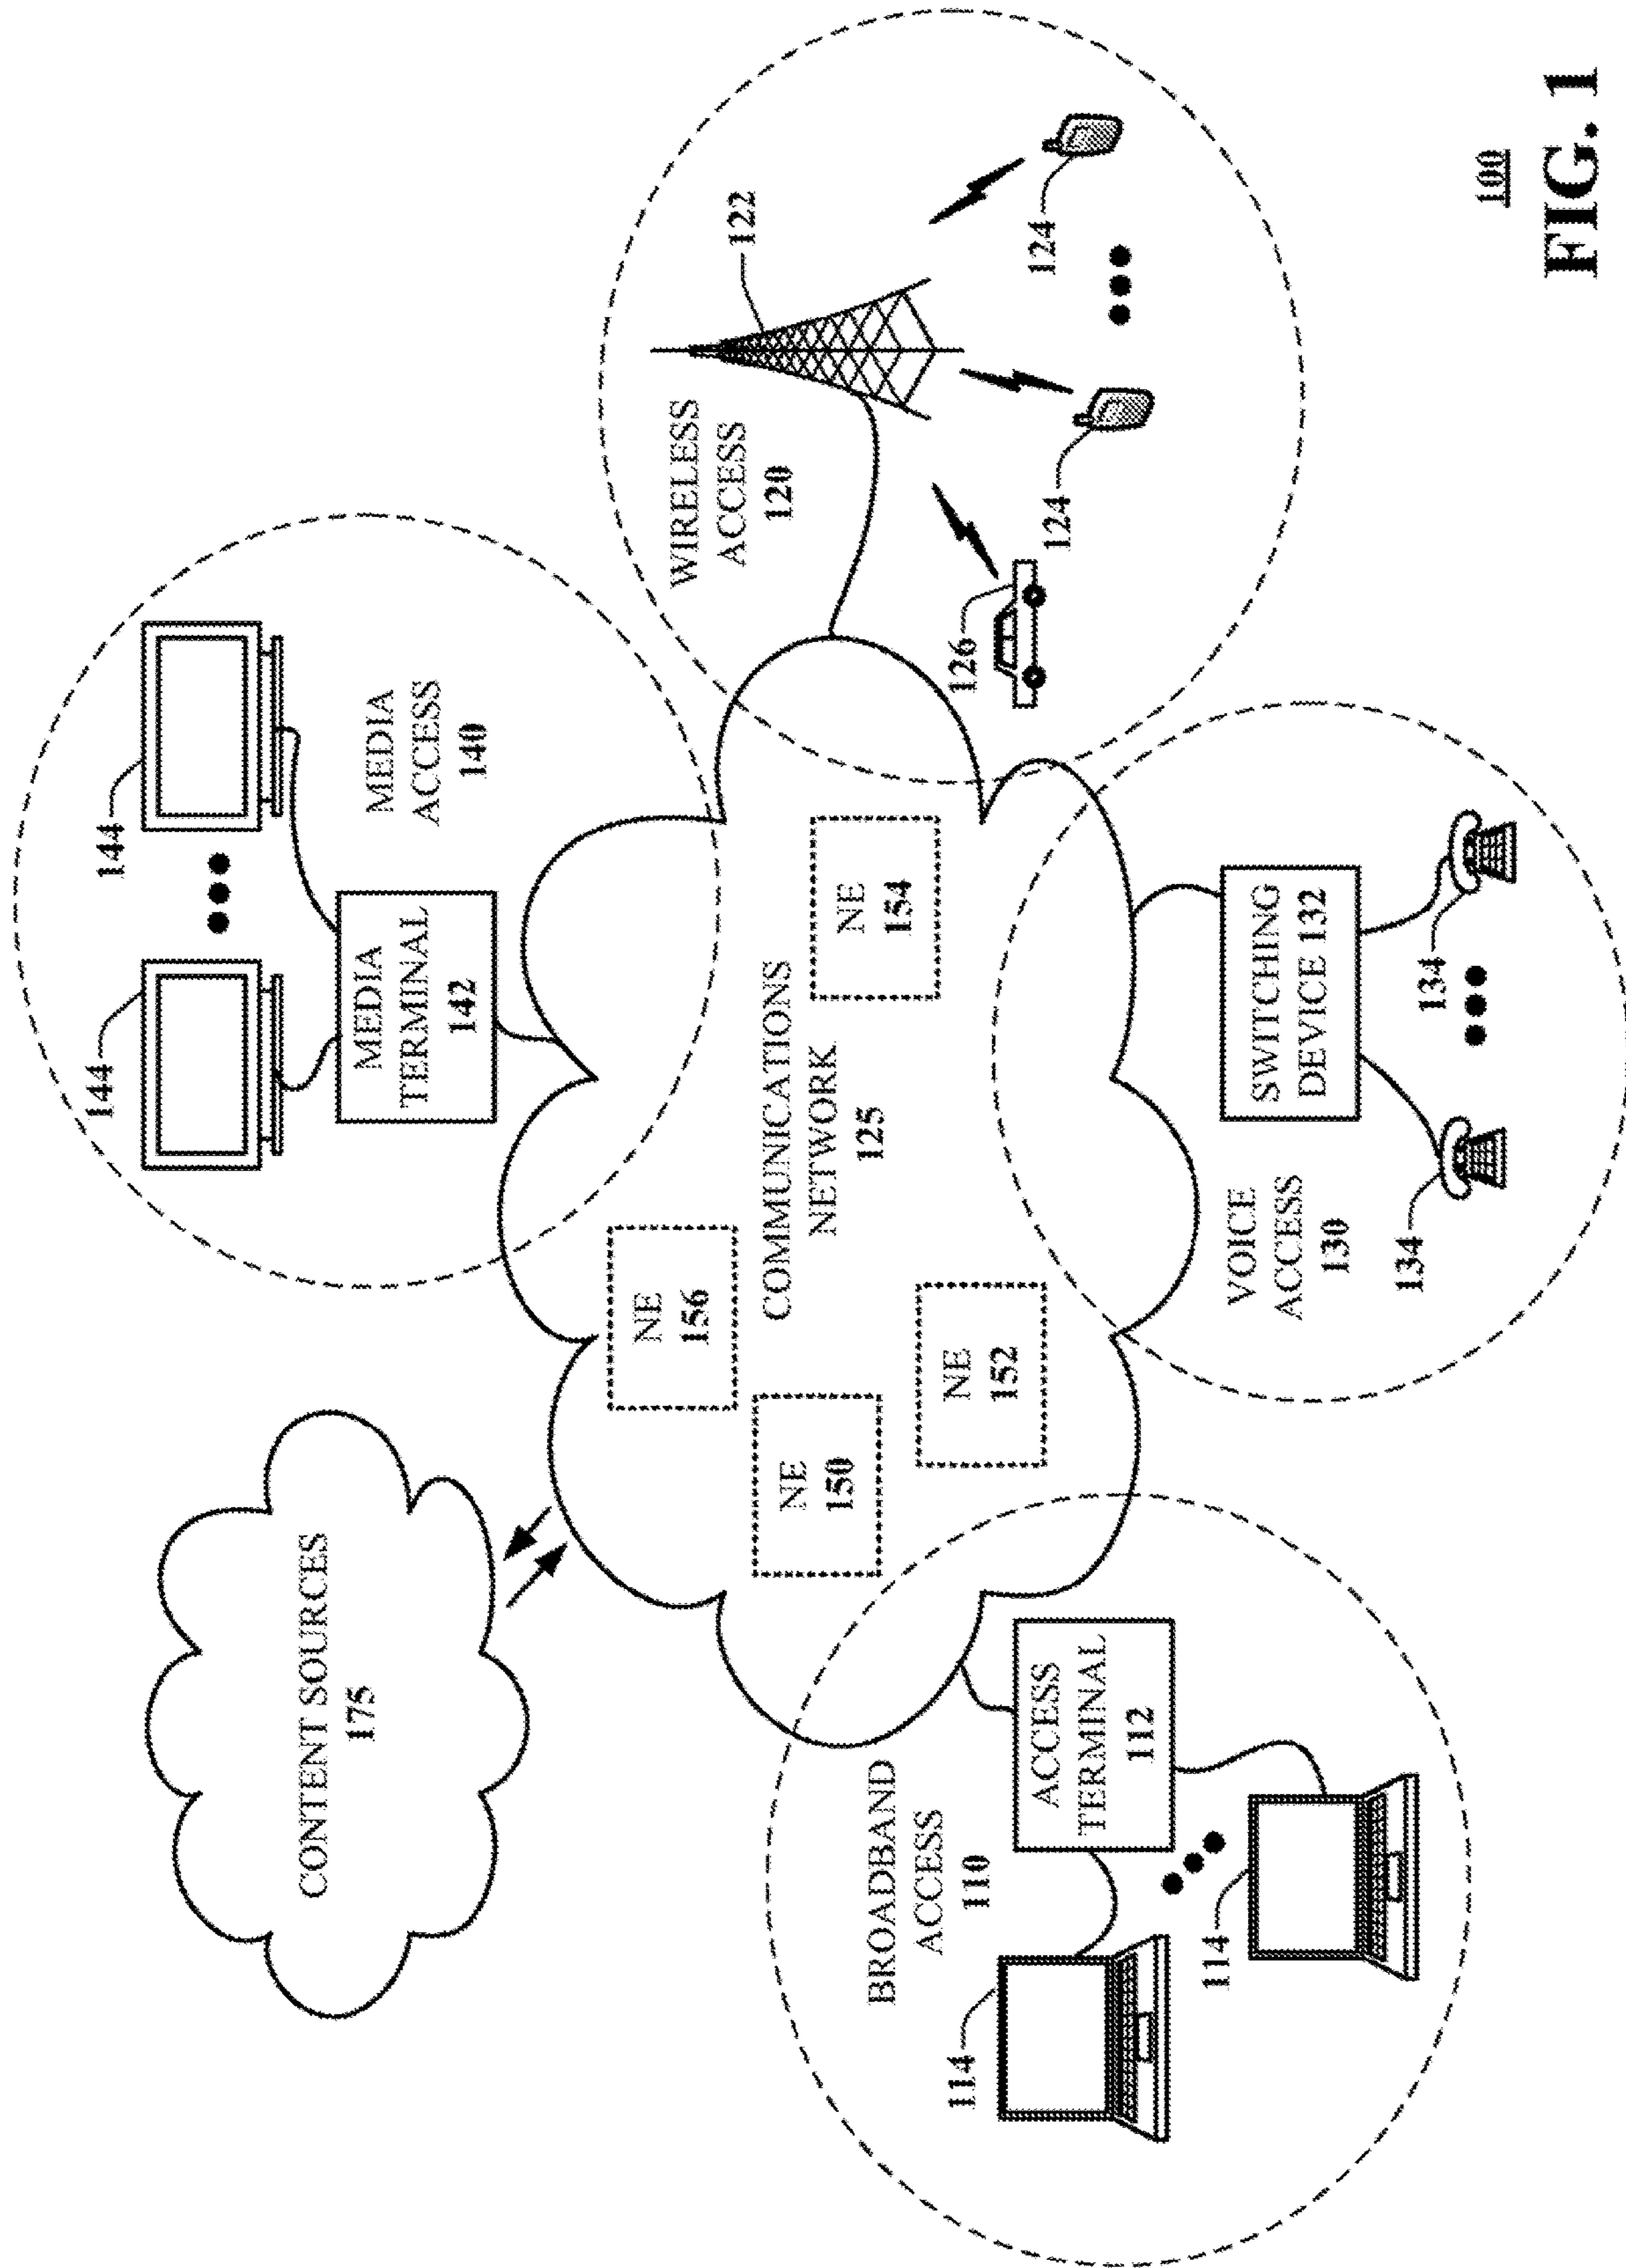 CONTENT SOURCES
175
144
144
MEDIA
TERMINAL
142
MEDIA
ACCESS
140
NE
156
NE
150
COMMUNICATIONS
NETWORK
125
NE
152
NE
154
WIRELESS
ACCESS
120
122
126
124
124
BROADBAND
ACCESS
110
ACCESS
TERMINAL
112
114
114
VOICE
ACCESS
130
SWITCHING
DEVICE 132
134
134
100
FIG. 1